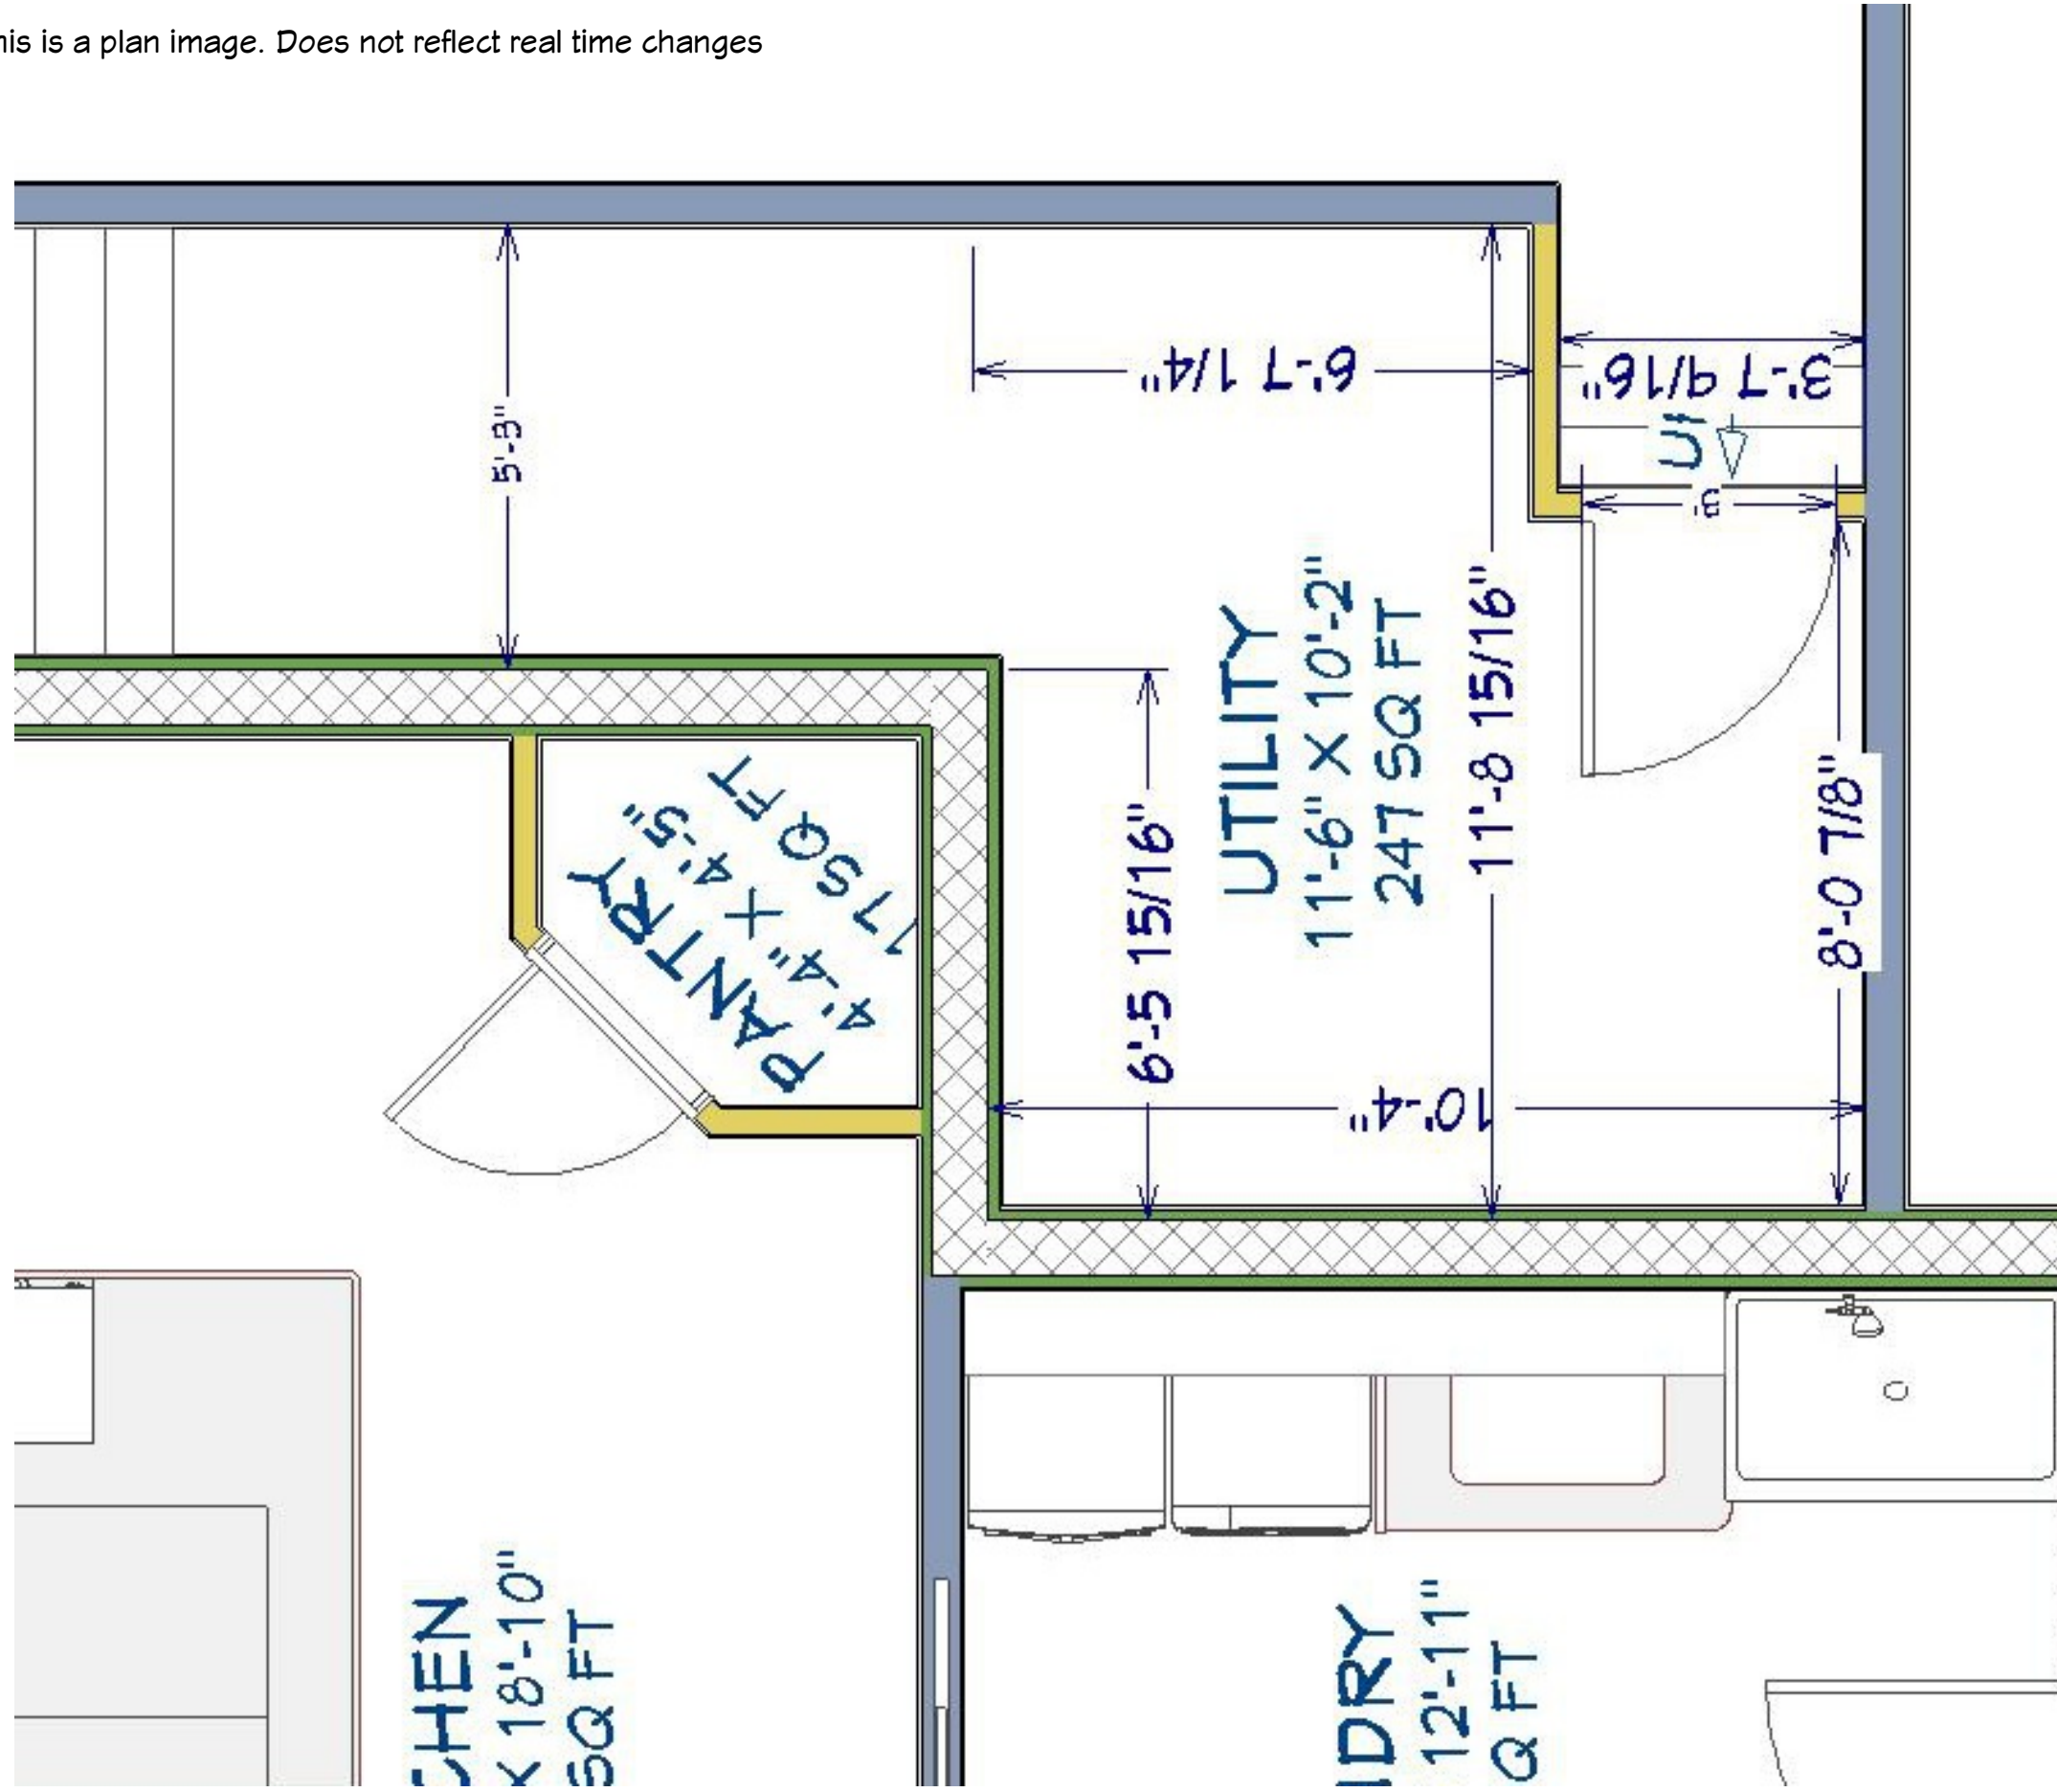 his is a plan image. Does not reflect real time changes
5'-3"
6'-7 1/4"
3'-7 9/16"
3'
UTILITY
11'-6" X 10'-2"
247 SQ FT
11'-8 15/16"
6'-5 15/16"
8'-0 7/8"
10'-4"
PANTRY
4'-4" X 4'-5"
17 SQ FT
CHEN
X 18'-10"
SQ FT
NDRY
12'-11"
Q FT